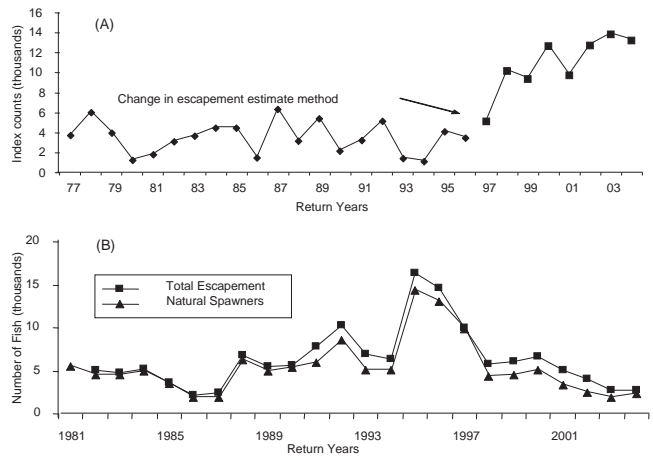 (A)
Index counts (thousands)
16
14
12
10
8
6
4
2
0
Change in escapement estimate method
77 79 81 83 85 87 89 91 93 95 97 99 01 03
Return Years
(B)
Number of Fish (thousands)
20
15
10
5
0
Total Escapement
Natural Spawners
1981 1985 1989 1993 1997 2001
Return Years